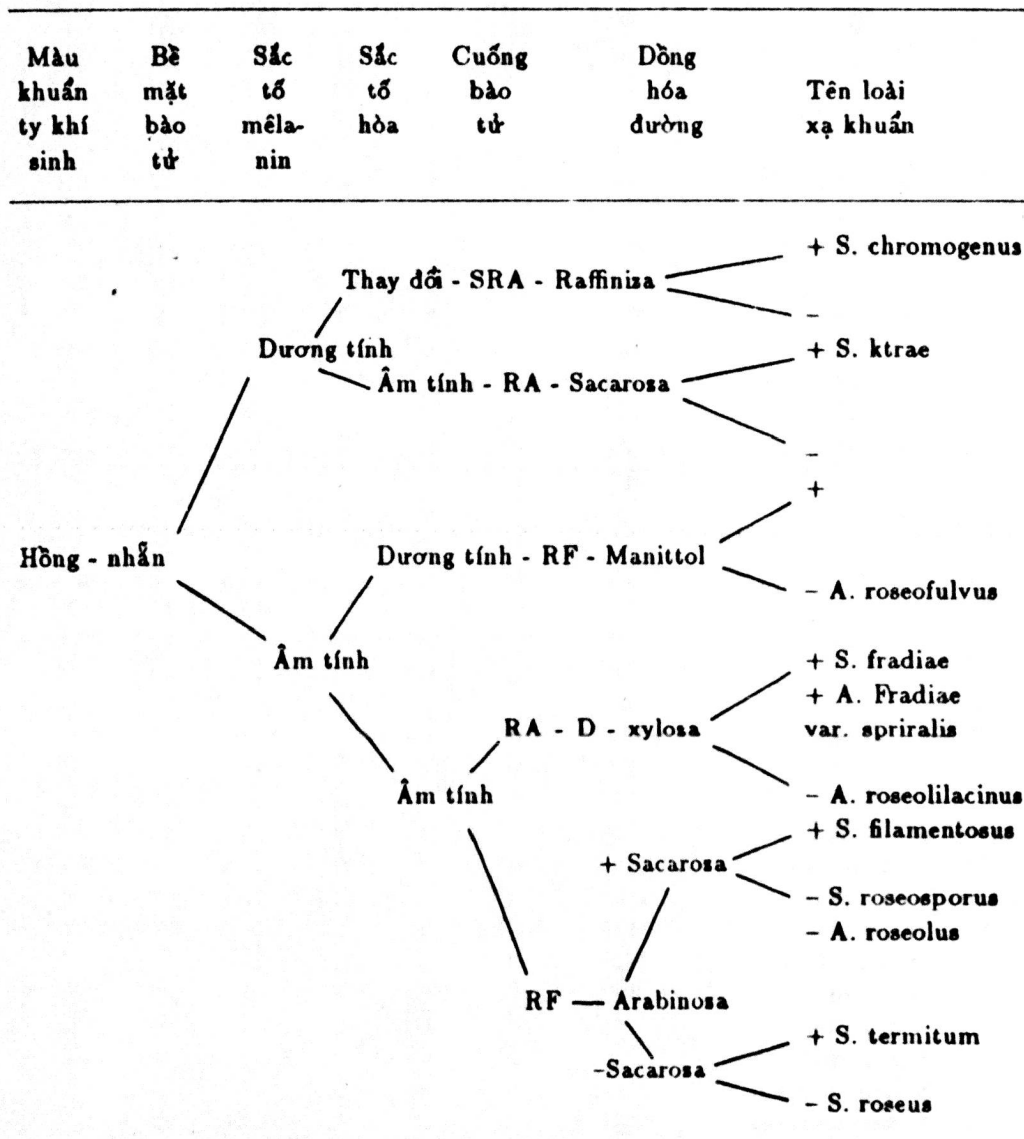 Màu khuẩn ty khí sinh
Bề mặt bào tử
Sắc tố mêla-nin
Sắc tố hòa
Cuống bào tử
Dồng hóa đường
Tên loài xạ khuẩn
+ S. chromogenus
Thay đổi - SRA - Raffinisa
-
Dương tính
+ S. ktrae
Âm tính - RA - Sacarosa
-
+
Hồng - nhẵn
Dương tính - RF - Manittol
- A. roseofulvus
Âm tính
+ S. fradiae
+ A. Fradiae
RA - D - xylosa
var. spriralis
Âm tính
- A. roseolilacinus
+ S. filamentosus
+ Sacarosa
- S. roseosporus
- A. roseolus
RF — Arabinosa
+ S. termitum
-Sacarosa
- S. roseus